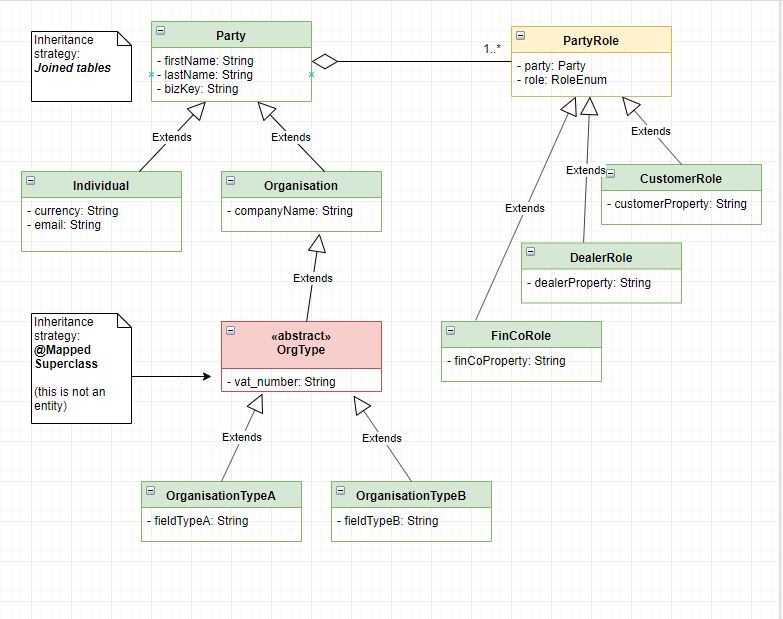 Inheritance
strategy:
Joined tables
Party
- firstName: String
- lastName: String
- bizKey: String
1..*
PartyRole
- party: Party
- role: RoleEnum
Extends
Extends
Extends
Extends
Extends
Individual
- currency: String
- email: String
Organisation
- companyName: String
CustomerRole
- customerProperty: String
DealerRole
- dealerProperty: String
Extends
Inheritance
strategy:
@Mapped
Superclass
(this is not an
entity)
«abstract»
OrgType
- vat_number: String
FinCoRole
- finCoProperty: String
Extends
Extends
OrganisationTypeA
- fieldTypeA: String
OrganisationTypeB
- fieldTypeB: String